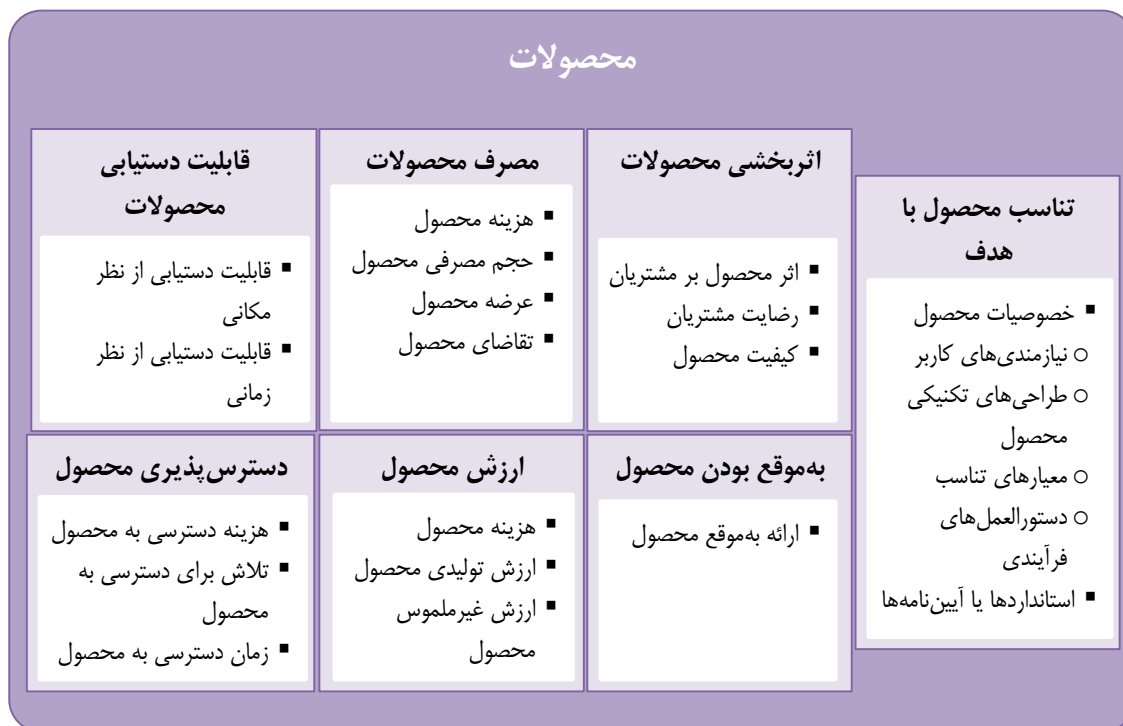 محصولات
تناسب محصول با
هدف
▪ خصوصیات محصول
○ نیازمندی‌های کاربر
○ طراحی‌های تکنیکی
محصول
○ معیارهای تناسب
○ دستورالعمل‌های
فرآیندی
▪ استانداردها یا آیین‌نامه‌ها
اثربخشی محصولات
▪ اثر محصول بر مشتریان
▪ رضایت مشتریان
▪ کیفیت محصول
مصرف محصولات
▪ هزینه محصول
▪ حجم مصرفی محصول
▪ عرضه محصول
▪ تقاضای محصول
قابلیت دستیابی
محصولات
▪ قابلیت دستیابی از نظر
مکانی
▪ قابلیت دستیابی از نظر
زمانی
به‌موقع بودن محصول
▪ ارائه به‌موقع محصول
ارزش محصول
▪ هزینه محصول
▪ ارزش تولیدی محصول
▪ ارزش غیرملموس
محصول
دسترس‌پذیری محصول
▪ هزینه دسترسی به محصول
▪ تلاش برای دسترسی به
محصول
▪ زمان دسترسی به محصول